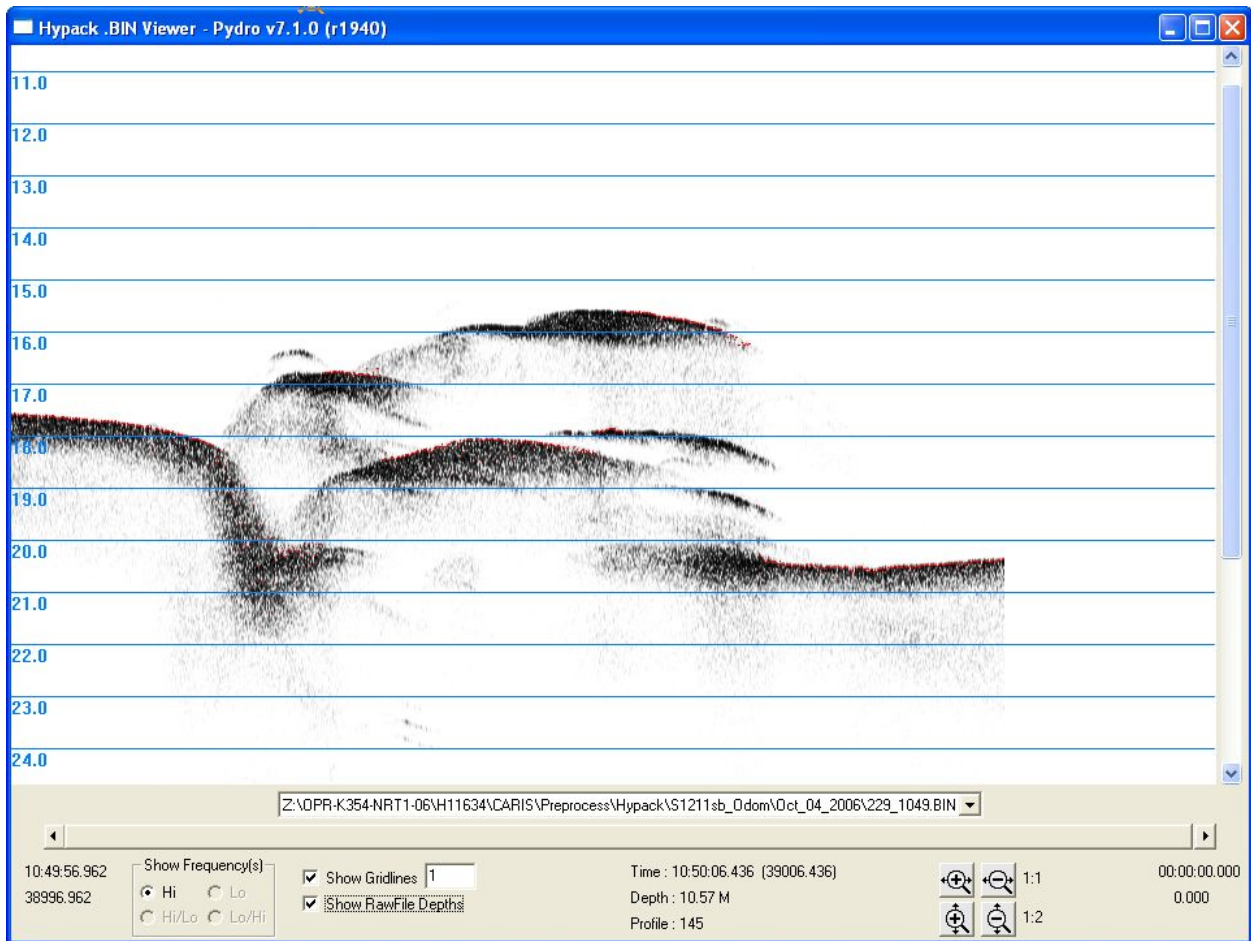 Hypack .BIN Viewer - Pydro v7.1.0 (r1940)
11.0
12.0
13.0
14.0
15.0
16.0
17.0
18.0
19.0
20.0
21.0
22.0
23.0
24.0
Z:\OPR-K354-NRT1-06\H11634\CARIS\Preprocess\Hypack\S1211sb_Odom\Oct_04_2006\229_1049.BIN
10:49:56.962
38996.962
Show Frequency(s)
Hi Lo
Hi/Lo Lo/Hi
Show Gridlines 1
Show RawFile Depths
Time : 10:50:06.436 (39006.436)
Depth : 10.57 M
Profile : 145
1:1
1:2
00:00:00.000
0.000